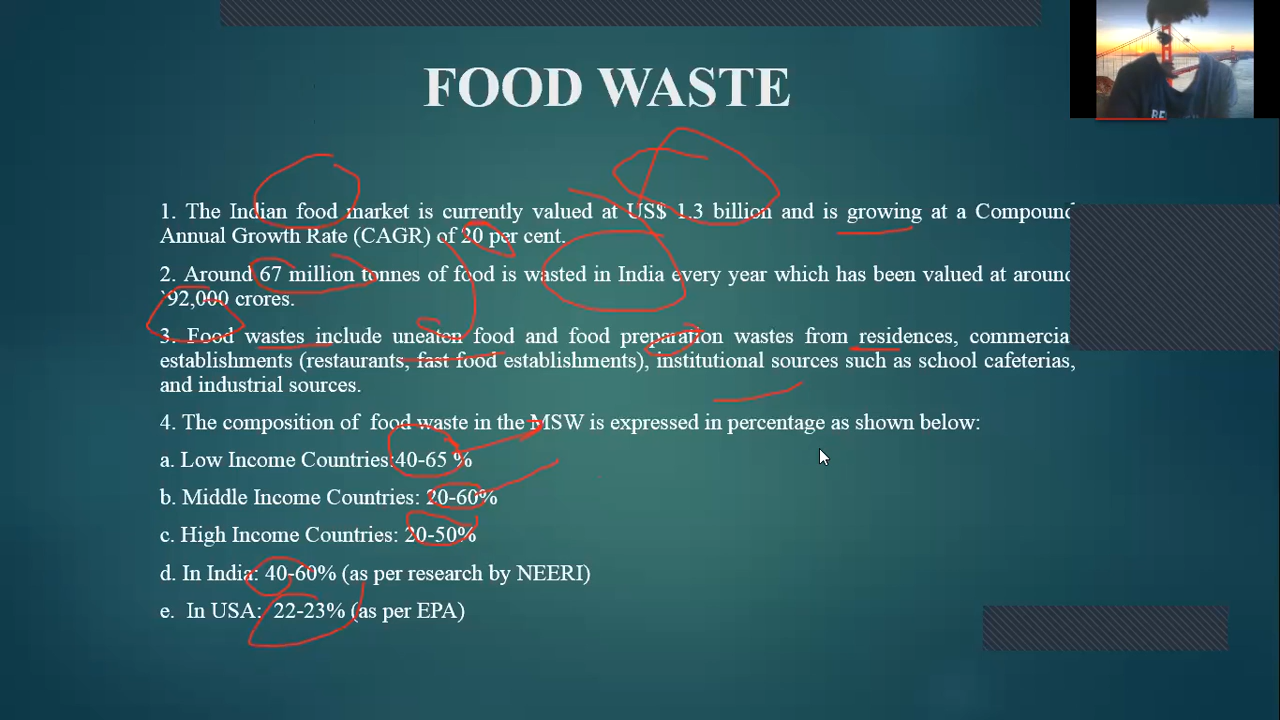 FOOD WASTE
1. The Indian food market is currently valued at US$ 1.3 billion and is growing at a Compound
Annual Growth Rate (CAGR) of 20 per cent.
2. Around 67 million tonnes of food is wasted in India every year which has been valued at around
`92,000 crores.
3. Food wastes include uneaten food and food preparation wastes from residences, commercia
establishments (restaurants, fast food establishments), institutional sources such as school cafeterias,
and industrial sources.
4. The composition of food waste in the MSW is expressed in percentage as shown below:
a. Low Income Countries:40-65 %
b. Middle Income Countries: 20-60%
c. High Income Countries: 20-50%
d. In India: 40-60% (as per research by NEERI)
e. In USA: 22-23% (as per EPA)